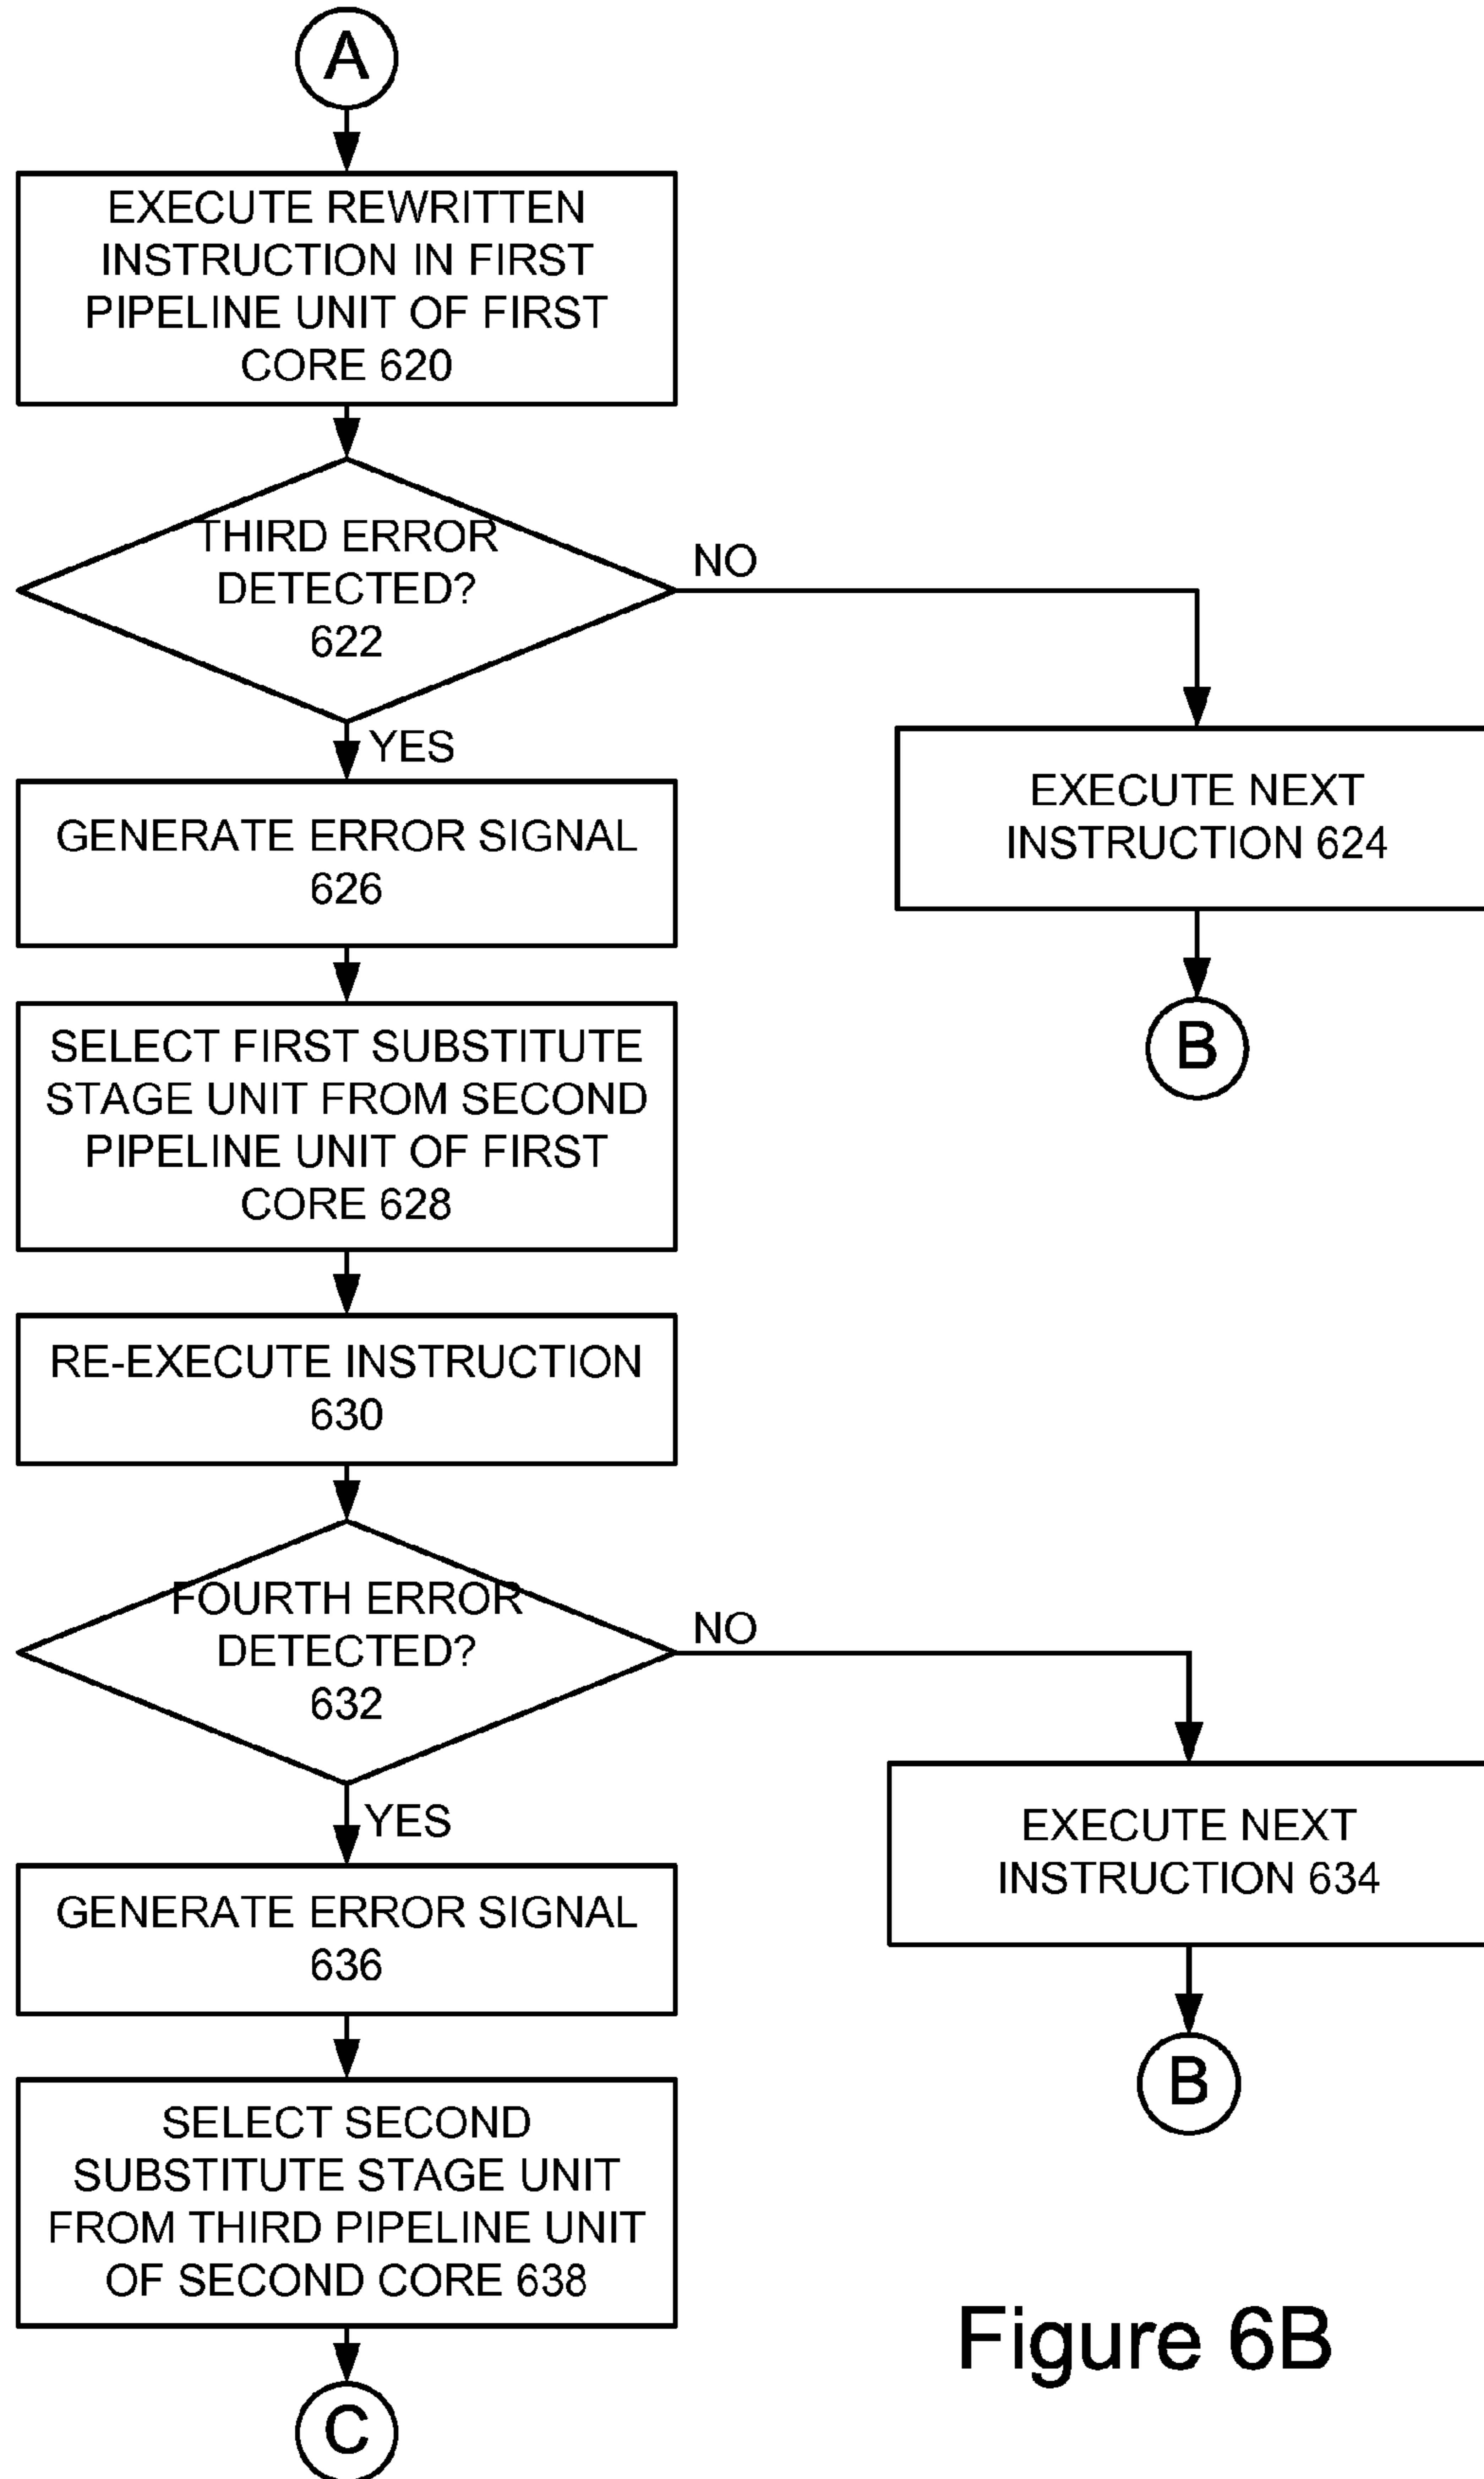 A
EXECUTE REWRITTEN
INSTRUCTION IN FIRST
PIPELINE UNIT OF FIRST
CORE 620
THIRD ERROR
DETECTED?
622
NO
YES
EXECUTE NEXT
INSTRUCTION 624
B
GENERATE ERROR SIGNAL
626
SELECT FIRST SUBSTITUTE
STAGE UNIT FROM SECOND
PIPELINE UNIT OF FIRST
CORE 628
RE-EXECUTE INSTRUCTION
630
FOURTH ERROR
DETECTED?
632
NO
YES
EXECUTE NEXT
INSTRUCTION 634
B
GENERATE ERROR SIGNAL
636
SELECT SECOND
SUBSTITUTE STAGE UNIT
FROM THIRD PIPELINE UNIT
OF SECOND CORE 638
C
Figure 6B